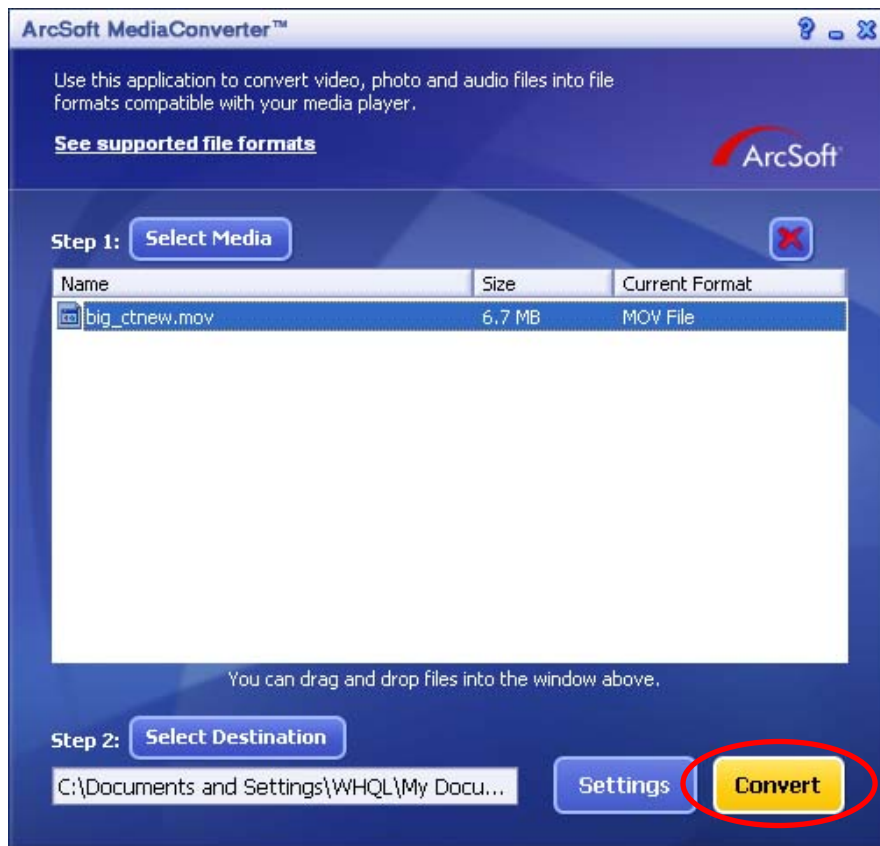 ArcSoft MediaConverter™
Use this application to convert video, photo and audio files into file
formats compatible with your media player.
See supported file formats
ArcSoft
Step 1: Select Media
Name Size Current Format
big_ctnew.mov 6.7 MB MOV File
You can drag and drop files into the window above.
Step 2: Select Destination
C:\Documents and Settings\WHQL\My Docu... Settings Convert